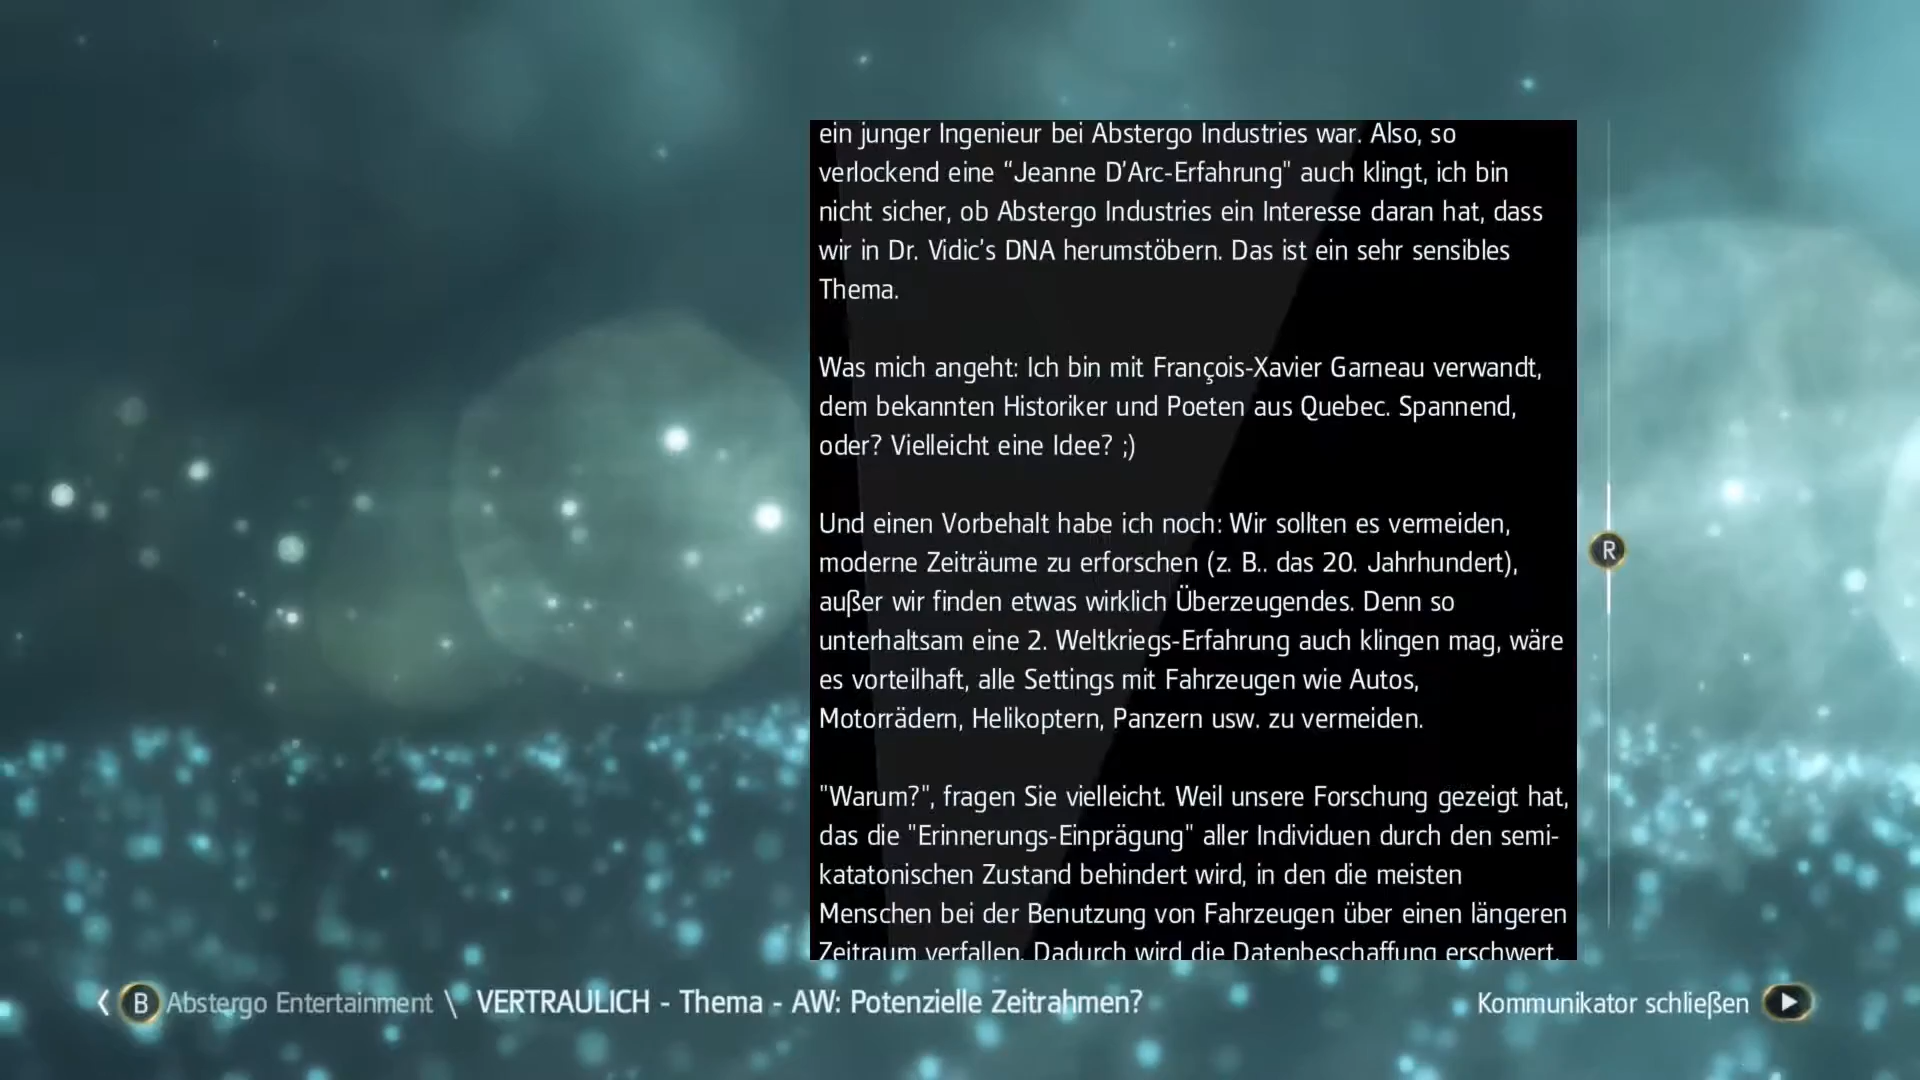 ein junger Ingenieur bei Abstergo Industries war. Also, so
verlockend eine “Jeanne D'Arc-Erfahrung" auch klingt, ich bin
nicht sicher, ob Abstergo Industries ein Interesse daran hat, dass
wir in Dr. Vidic's DNA herumstöbern. Das ist ein sehr sensibles
Thema.
Was mich angeht: Ich bin mit François-Xavier Garneau verwandt,
dem bekannten Historiker und Poeten aus Quebec. Spannend,
oder? Vielleicht eine Idee? ;)
Und einen Vorbehalt habe ich noch: Wir sollten es vermeiden,
moderne Zeiträume zu erforschen (z. B.. das 20. Jahrhundert),
außer wir finden etwas wirklich Überzeugendes. Denn so
unterhaltsam eine 2. Weltkriegs-Erfahrung auch klingen mag, wäre
es vorteilhaft, alle Settings mit Fahrzeugen wie Autos,
Motorrädern, Helikoptern, Panzern usw. zu vermeiden.
"Warum?", fragen Sie vielleicht. Weil unsere Forschung gezeigt hat,
das die "Erinnerungs-Einprägung" aller Individuen durch den semi-
katatonischen Zustand behindert wird, in den die meisten
Menschen bei der Benutzung von Fahrzeugen über einen längeren
Zeitraum verfallen. Dadurch wird die Datenbeschaffung erschwert.
R
B Abstergo Entertainment \ VERTRAULICH - Thema - AW: Potenzielle Zeitrahmen?
Kommunikator schließen